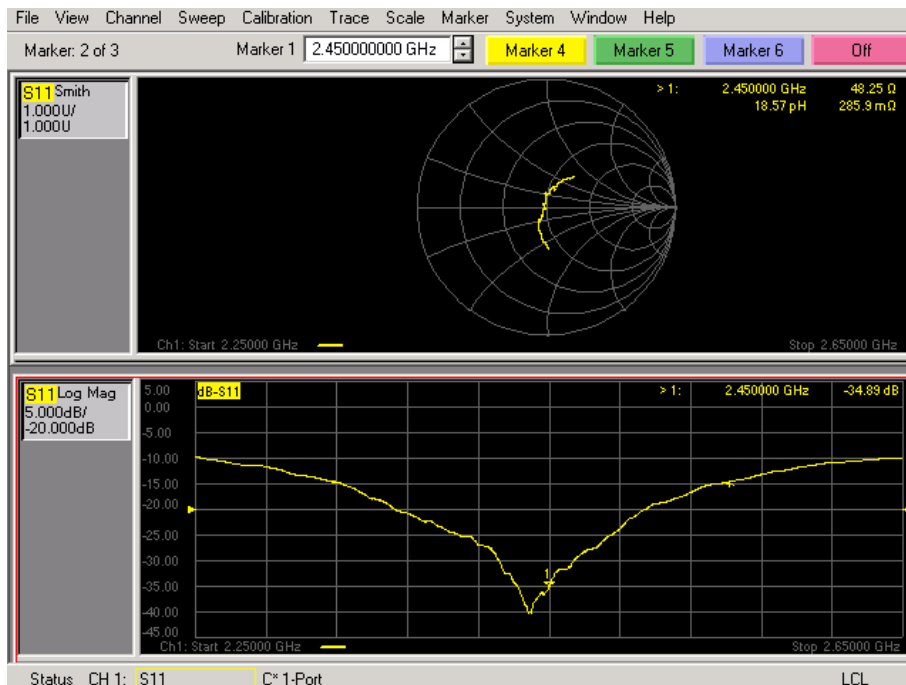 File View Channel Sweep Calibration Trace Scale Marker System Window Help
Marker: 2 of 3 Marker 1 2.450000000 GHz Marker 4 Marker 5 Marker 6 Off
S11 Smith
1.000U/
1.000U
> 1: 2.450000 GHz 48.25 Ω
18.57 pH 285.9 mΩ
Ch1: Start 2.25000 GHz Stop 2.65000 GHz
S11 Log Mag
5.000dB/
-20.000dB
5.00 dB-S11 > 1: 2.450000 GHz -34.89 dB
0.00
-5.00
-10.00
-15.00
-20.00
-25.00
-30.00
1
-35.00
-40.00
-45.00
Ch1: Start 2.25000 GHz Stop 2.65000 GHz
Status CH 1: S11 C* 1-Port LCL